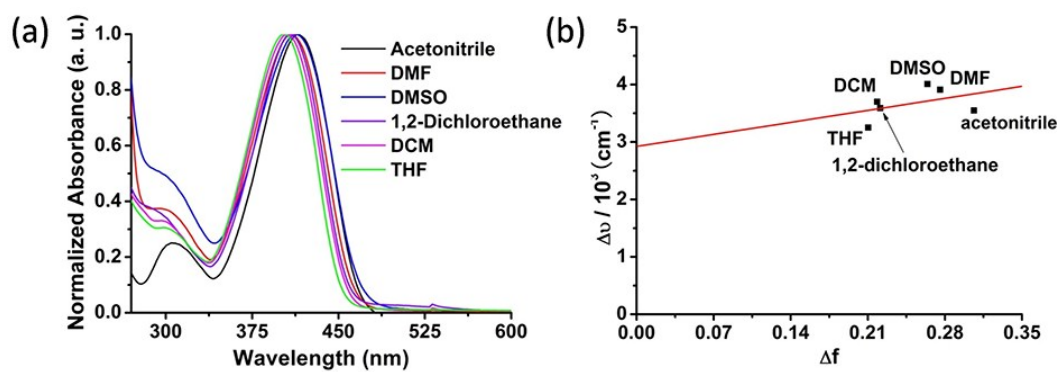 (a)
Normalized Absorbance (a. u.)
1.0
0.8
0.6
0.4
0.2
0.0
Acetonitrile
DMF
DMSO
1,2-Dichloroethane
DCM
THF
300
375
450
525
600
Wavelength (nm)
(b)
Δυ / 10³ (cm⁻¹)
5
4
3
2
1
0
DMSO
DCM
DMF
THF
acetonitrile
1,2-dichloroethane
0.00
0.07
0.14
0.21
0.28
0.35
Δf